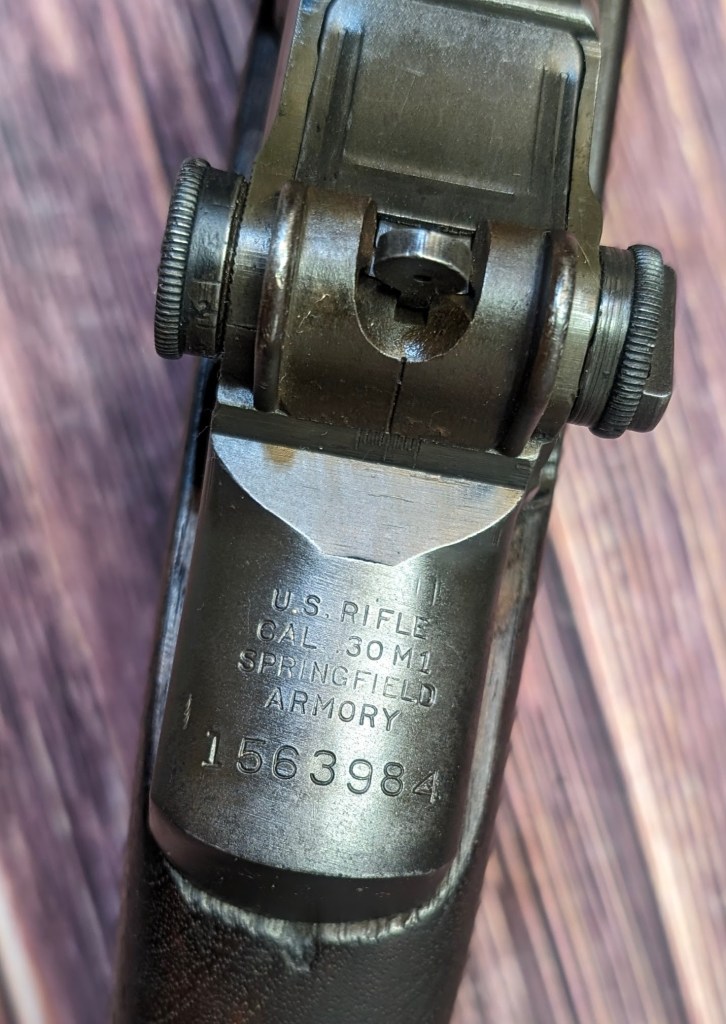 U.S. RIFLE
CAL .30 M1
SPRINGFIELD
ARMORY
1563984